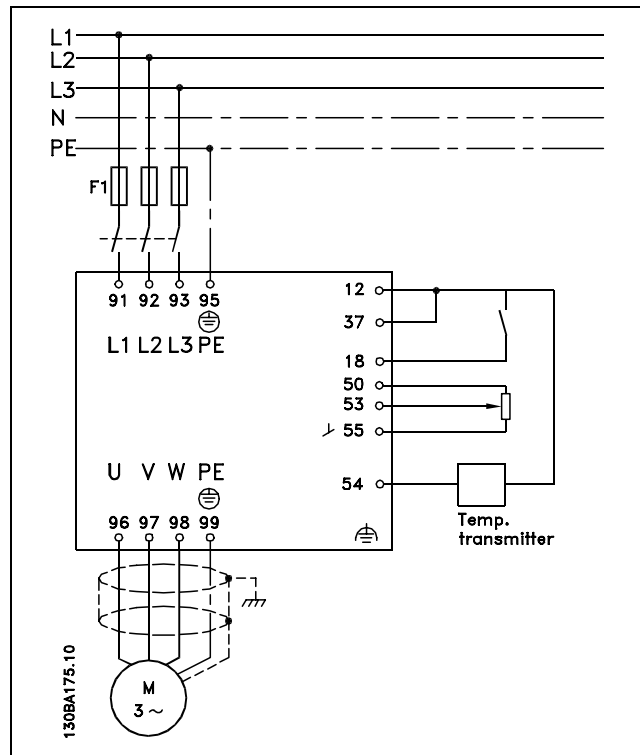 L1
L2
L3
N
PE
F1
91 92 93 95
L1 L2 L3 PE
12
37
18
50
53
55
54
U V W PE
96 97 98 99
Temp.
transmitter
M
3 ~
130BA175.10